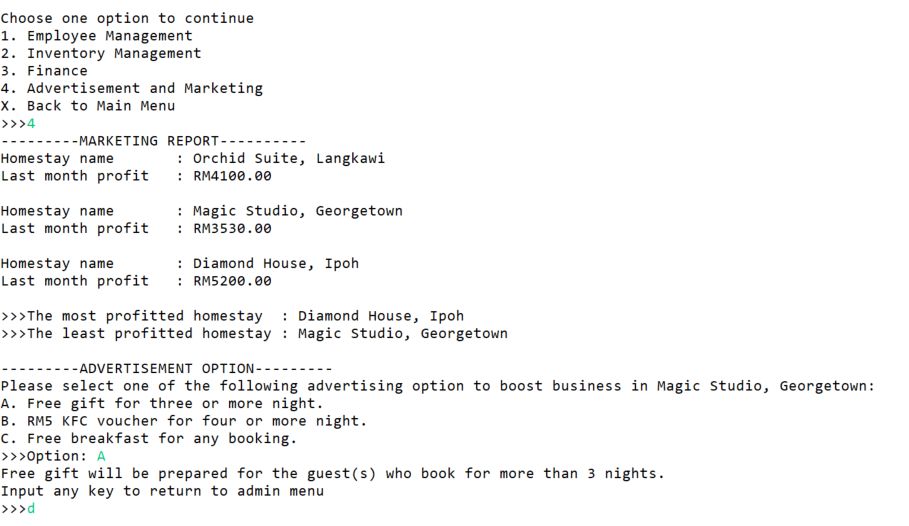 Choose one option to continue
1. Employee Management
2. Inventory Management
3. Finance
4. Advertisement and Marketing
X. Back to Main Menu
>>>4
---------MARKETING REPORT----------
Homestay name       : Orchid Suite, Langkawi
Last month profit   : RM4100.00
Homestay name       : Magic Studio, Georgetown
Last month profit   : RM3530.00
Homestay name       : Diamond House, Ipoh
Last month profit   : RM5200.00
>>>The most profitted homestay  : Diamond House, Ipoh
>>>The least profitted homestay : Magic Studio, Georgetown
---------ADVERTISEMENT OPTION---------
Please select one of the following advertising option to boost business in Magic Studio, Georgetown:
A. Free gift for three or more night.
B. RM5 KFC voucher for four or more night.
C. Free breakfast for any booking.
>>>Option: A
Free gift will be prepared for the guest(s) who book for more than 3 nights.
Input any key to return to admin menu
>>>d